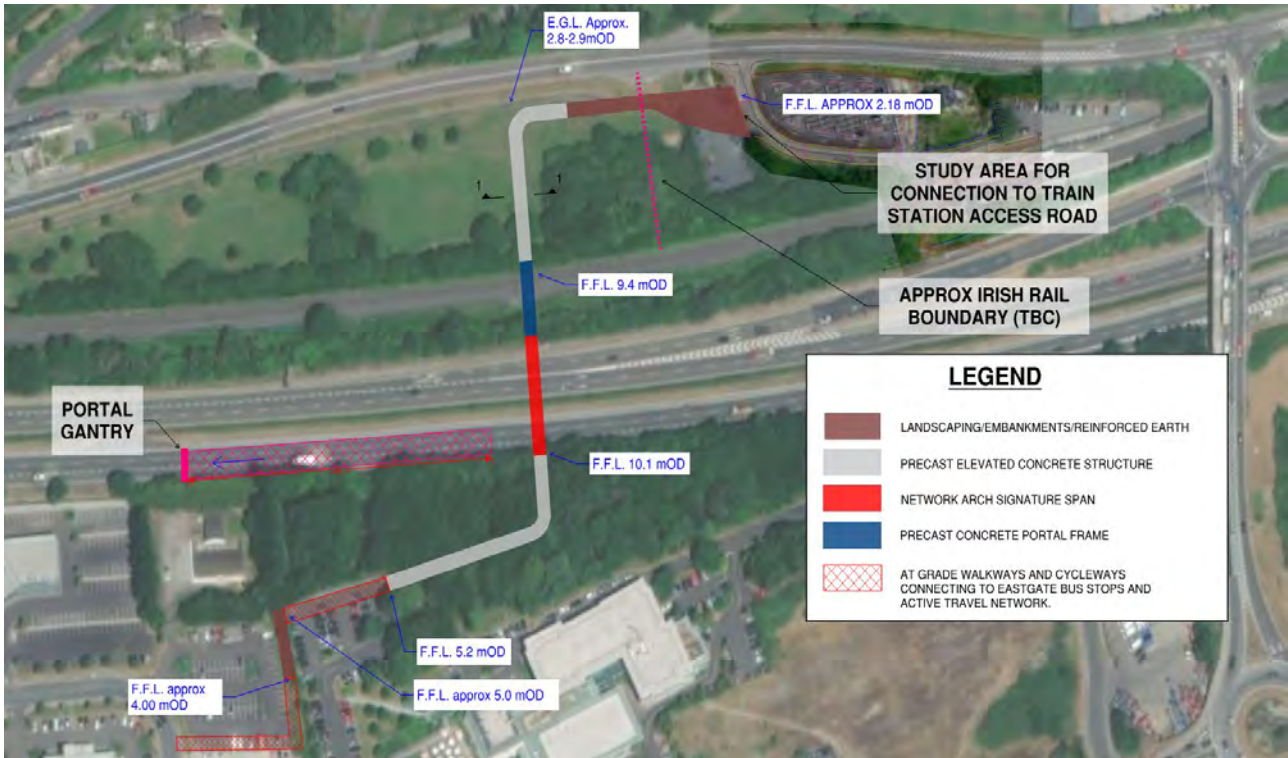 E.G.L. Approx.
2.8-2.9mOD
F.F.L. APPROX 2.18 mOD
STUDY AREA FOR
CONNECTION TO TRAIN
STATION ACCESS ROAD
1
1
F.F.L. 9.4 mOD
APPROX IRISH RAIL
BOUNDARY (TBC)
PORTAL
GANTRY
F.F.L. 10.1 mOD
LEGEND
LANDSCAPING/EMBANKMENTS/REINFORCED EARTH
PRECAST ELEVATED CONCRETE STRUCTURE
NETWORK ARCH SIGNATURE SPAN
PRECAST CONCRETE PORTAL FRAME
AT GRADE WALKWAYS AND CYCLEWAYS
CONNECTING TO EASTGATE BUS STOPS AND
ACTIVE TRAVEL NETWORK.
F.F.L. 5.2 mOD
F.F.L. approx 5.0 mOD
F.F.L. approx
4.00 mOD